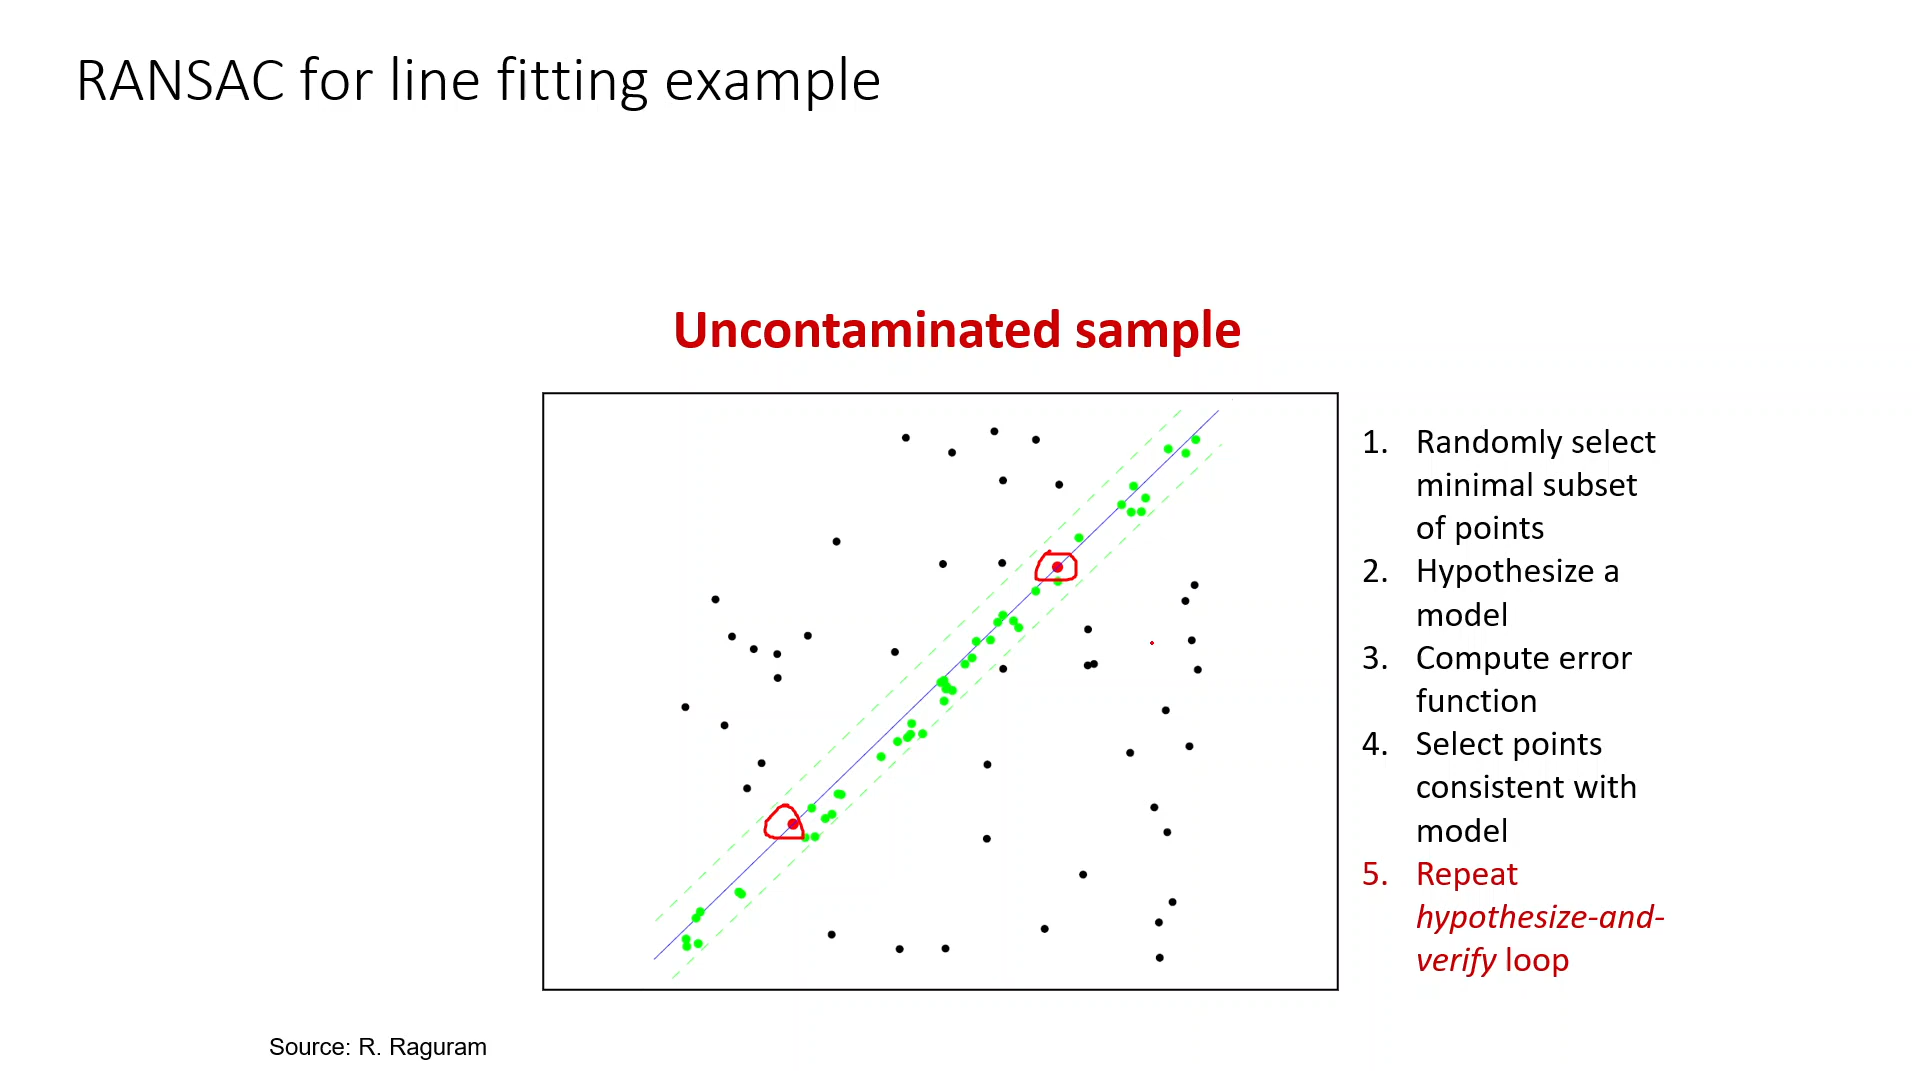 RANSAC for line fitting example
Uncontaminated sample
1. Randomly select
minimal subset
of points
2. Hypothesize a
model
3. Compute error
function
4. Select points
consistent with
model
5. Repeat
hypothesize-and-
verify loop
Source: R. Raguram